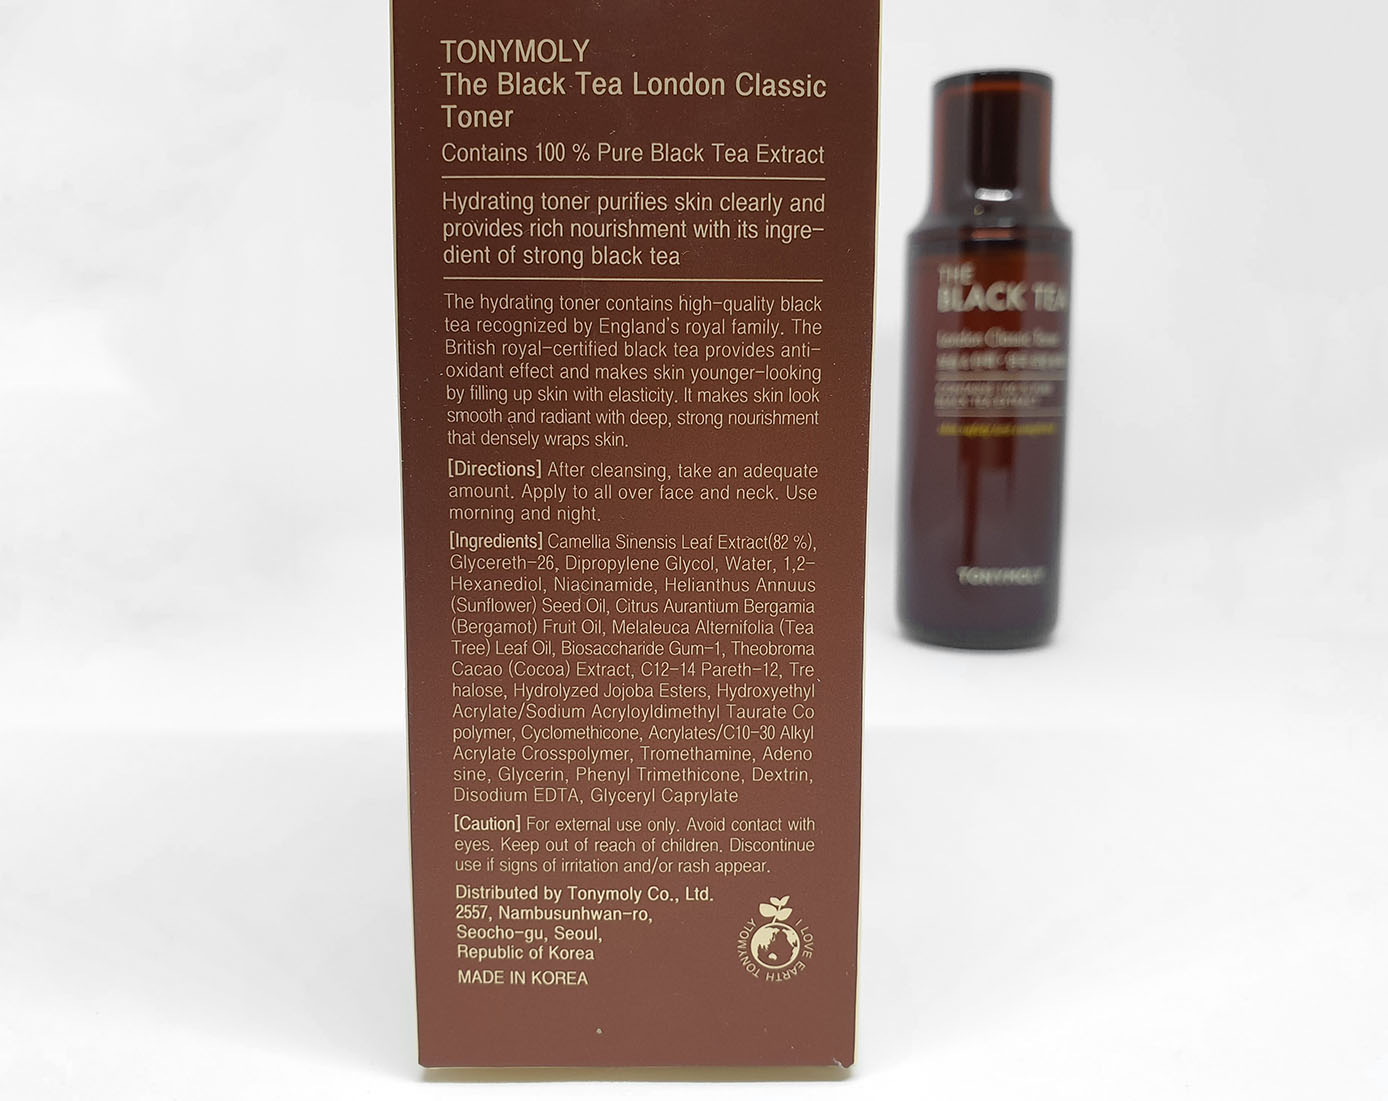 TONYMOLY
The Black Tea London Classic
Toner
Contains 100 % Pure Black Tea Extract
Hydrating toner purifies skin clearly and
provides rich nourishment with its ingre-
dient of strong black tea
The hydrating toner contains high-quality black
tea recognized by England's royal family. The
British royal-certified black tea provides anti-
oxidant effect and makes skin younger-looking
by filling up skin with elasticity. It makes skin look
smooth and radiant with deep, strong nourishment
that densely wraps skin.
[Directions] After cleansing, take an adequate
amount. Apply to all over face and neck. Use
morning and night.
[Ingredients] Camellia Sinensis Leaf Extract(82 %),
Glycereth-26, Dipropylene Glycol, Water, 1,2-
Hexanediol, Niacinamide, Helianthus Annuus
(Sunflower) Seed Oil, Citrus Aurantium Bergamia
(Bergamot) Fruit Oil, Melaleuca Alternifolia (Tea
Tree) Leaf Oil, Biosaccharide Gum-1, Theobroma
Cacao (Cocoa) Extract, C12-14 Pareth-12, Tre
halose, Hydrolyzed Jojoba Esters, Hydroxyethyl
Acrylate/Sodium Acryloyldimethyl Taurate Co
polymer, Cyclomethicone, Acrylates/C10-30 Alkyl
Acrylate Crosspolymer, Tromethamine, Adeno
sine, Glycerin, Phenyl Trimethicone, Dextrin,
Disodium EDTA, Glyceryl Caprylate
[Caution] For external use only. Avoid contact with
eyes. Keep out of reach of children. Discontinue
use if signs of irritation and/or rash appear.
Distributed by Tonymoly Co., Ltd.
2557, Nambusunhwan-ro,
Seocho-gu, Seoul,
Republic of Korea
MADE IN KOREA
TONYMOLY I LOVE EARTH
THE
BLACK TEA
London Classic Toner
TONYMOLY